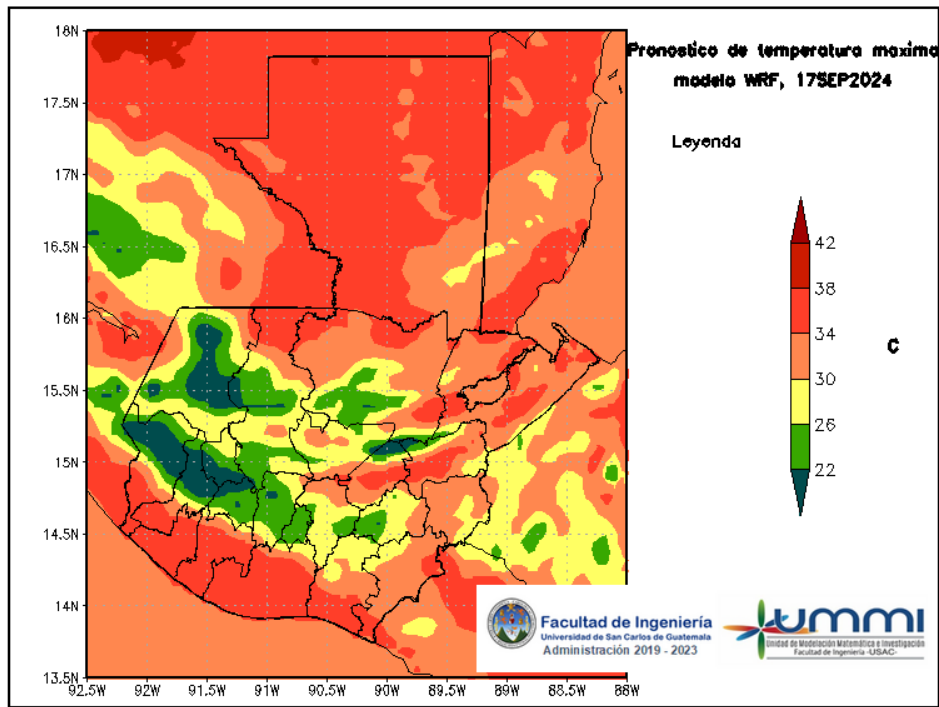 Pronostico de temperatura maxima
modelo WRF, 17SEP2024
Leyenda
18N
17.5N
17N
16.5N
16N
15.5N
15N
14.5N
14N
13.5N
92.5W
92W
91.5W
91W
90.5W
90W
89.5W
89W
88.5W
88W
42
38
34
30
26
22
C
Facultad de Ingeniería
Universidad de San Carlos de Guatemala
Administración 2019 - 2023
UMMI
Unidad de Modelación Matemática e Investigación
Facultad de Ingeniería -USAC-